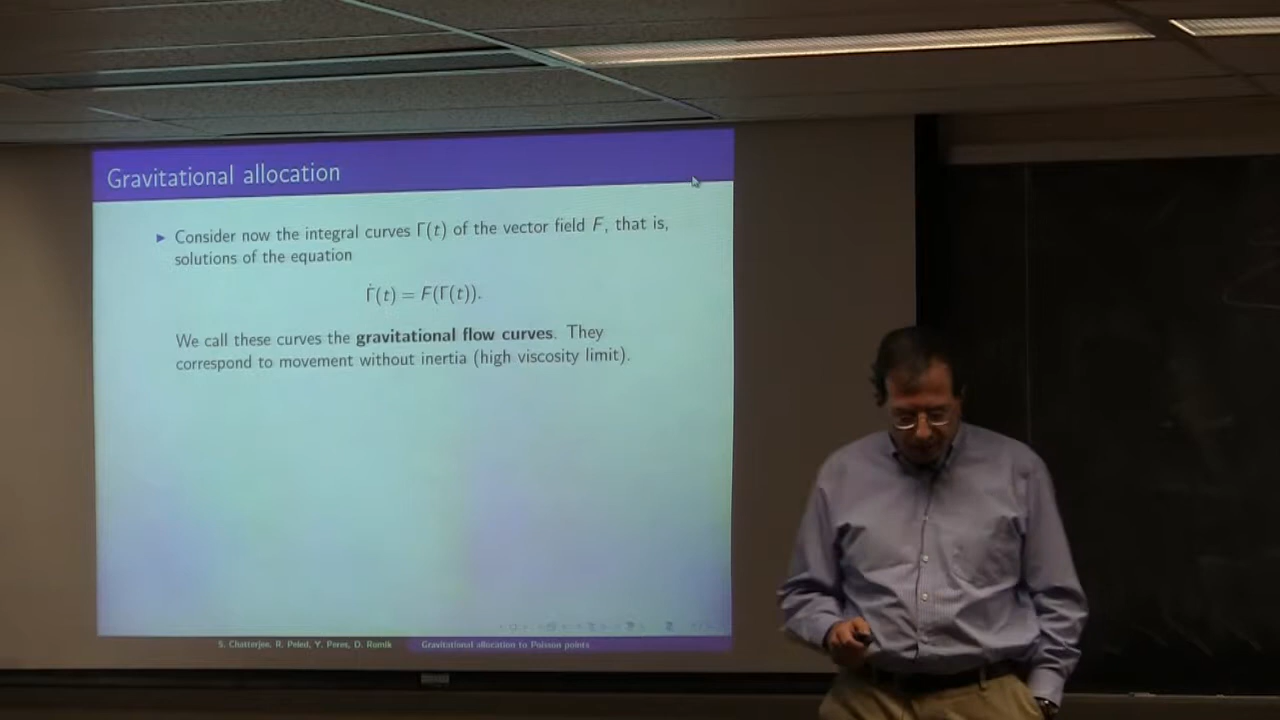 Gravitational allocation
▶ Consider now the integral curves Γ(t) of the vector field F, that is,
solutions of the equation
Γ̇(t) = F(Γ(t)).
We call these curves the gravitational flow curves. They
correspond to movement without inertia (high viscosity limit).
S. Chatterjee, R. Peled, Y. Peres, D. Romik Gravitational allocation to Poisson points